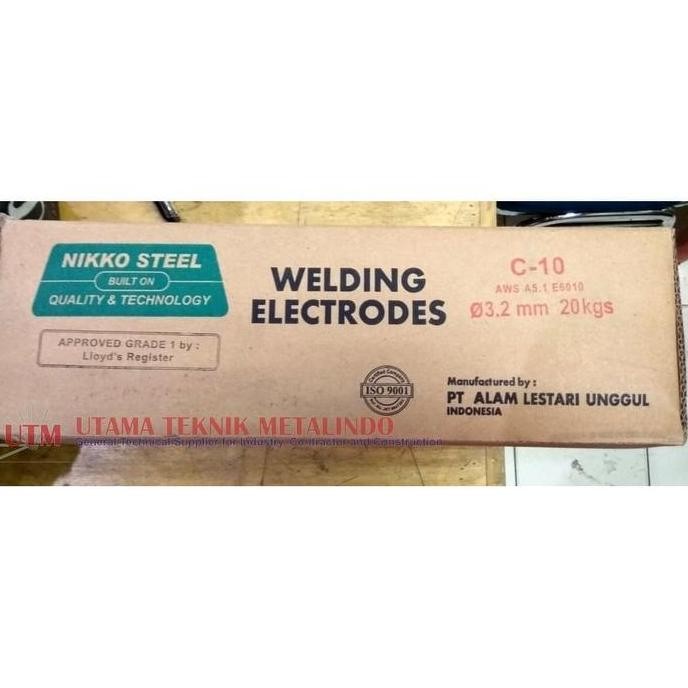 NIKKO STEEL
BUILT ON
QUALITY & TECHNOLOGY
APPROVED GRADE 1 by :
Lloyd's Register
WELDING
ELECTRODES
C-10
AWS A5.1 E6010
Ø3.2 mm 20kgs
Certified Company
ISO 9001
Manufactured by :
PT ALAM LESTARI UNGGUL
INDONESIA
UTM UTAMA TEKNIK METALINDO
General Technical Supplier for Industry, Contractor and Construction